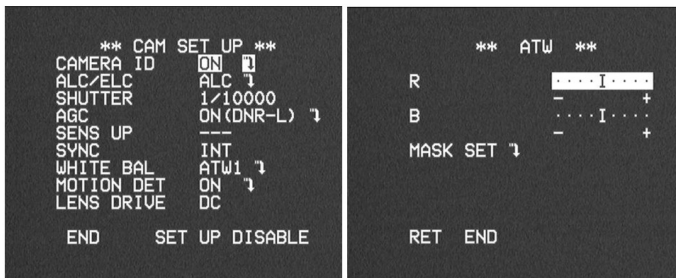 ** CAM SET UP **
CAMERA ID ON ↴
ALC/ELC ALC ↴
SHUTTER 1/10000
AGC ON(DNR-L) ↴
SENS UP ---
SYNC INT
WHITE BAL ATW1 ↴
MOTION DET ON ↴
LENS DRIVE DC
END SET UP DISABLE
** ATW **
R ····I····
- +
B ····I····
- +
MASK SET ↴
RET END